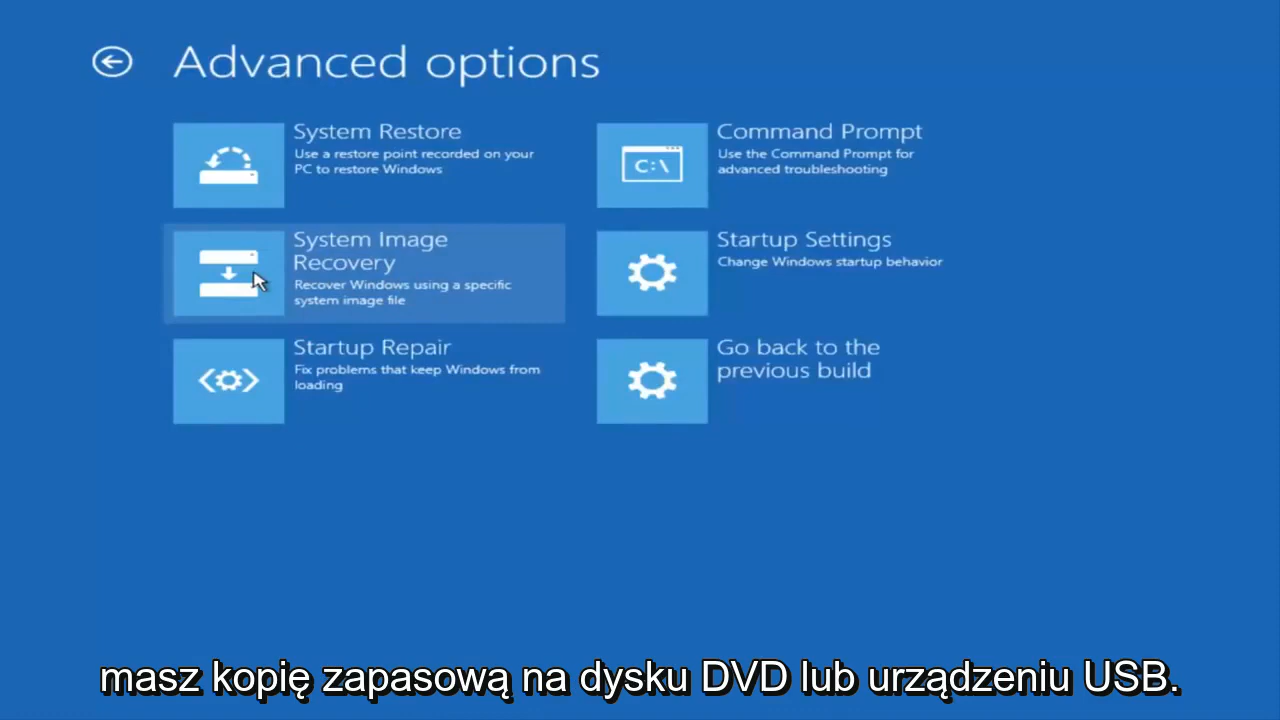 Advanced options
System Restore
Use a restore point recorded on your
PC to restore Windows
Command Prompt
Use the Command Prompt for
advanced troubleshooting
C:\
System Image
Recovery
Recover Windows using a specific
system image file
Startup Settings
Change Windows startup behavior
Startup Repair
Fix problems that keep Windows from
loading
Go back to the
previous build
masz kopię zapasową na dysku DVD lub urządzeniu USB.